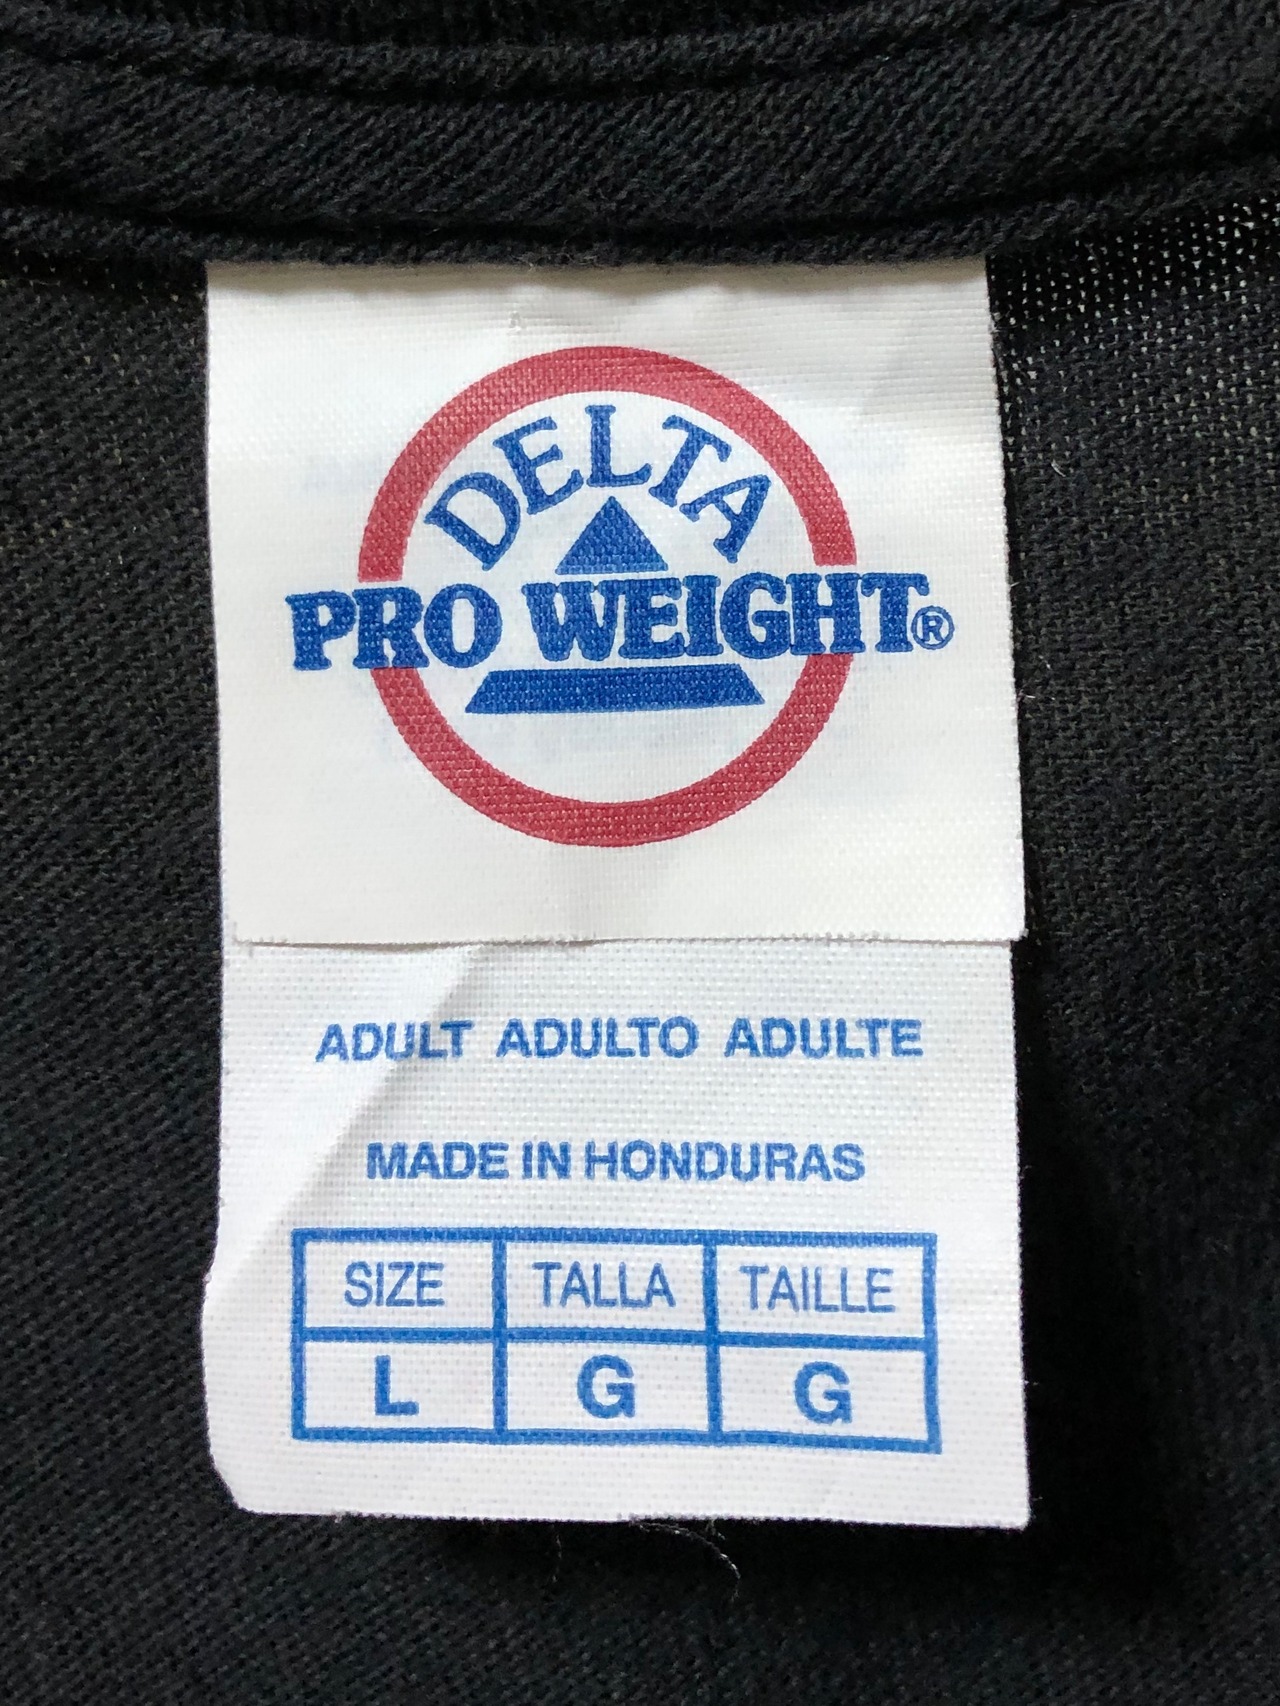 DELTA
PRO WEIGHT®
ADULT ADULTO ADULTE
MADE IN HONDURAS
SIZE TALLA TAILLE
L G G